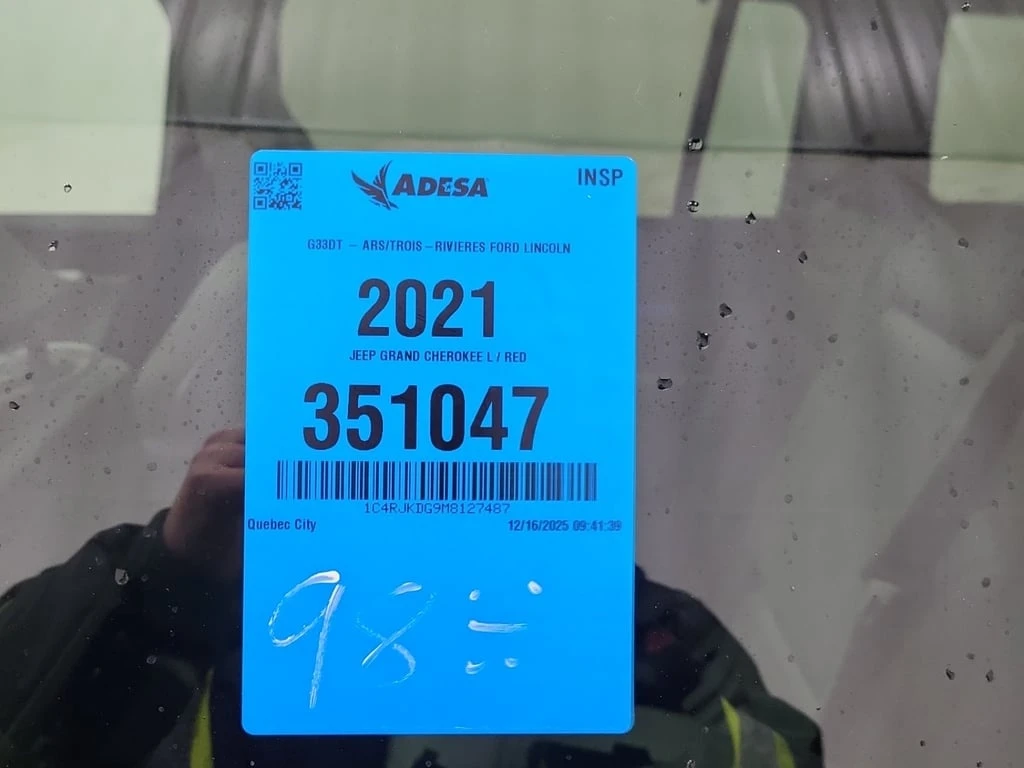 ADESA
INSP
G33DT - ARS/TROIS-RIVIERES FORD LINCOLN
2021
JEEP GRAND CHEROKEE L / RED
351047
1C4RJKDG9M8127487
Quebec City 12/16/2025 09:41:39
98